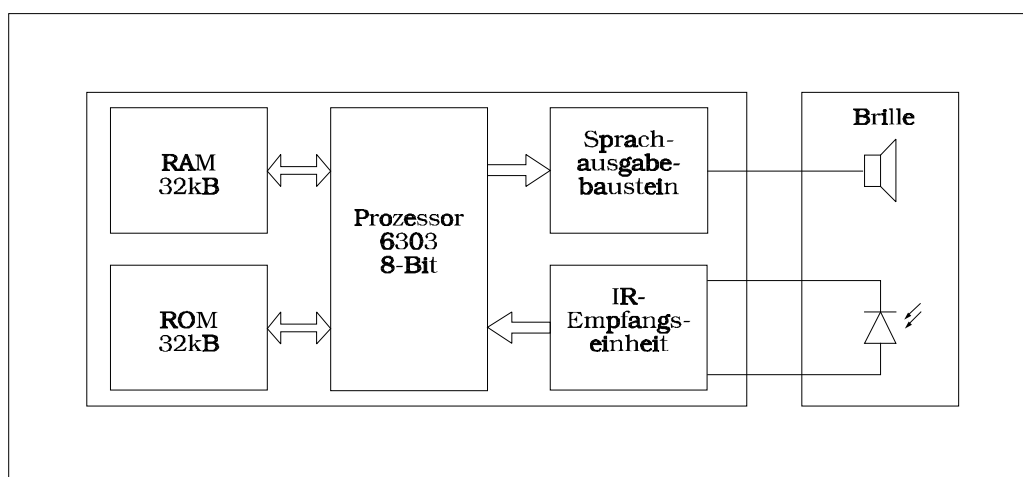 RAM
32kB
Prozessor
6303
8-Bit
Sprach-
ausgabe-
baustein
Brille
ROM
32kB
IR-
Empfangs-
einheit